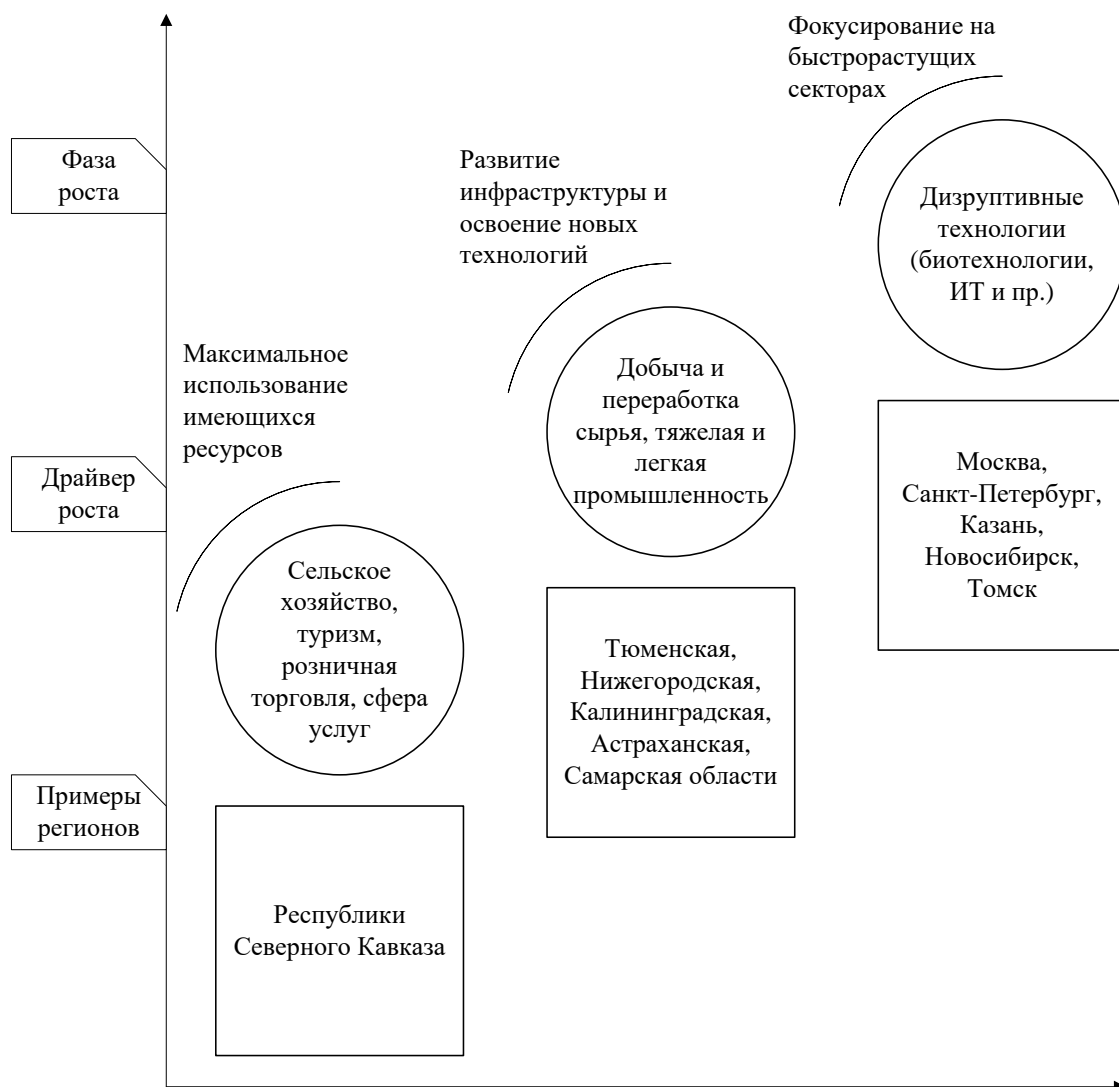 Фокусирование на
быстрорастущих
секторах
Фаза
роста
Развитие
инфраструктуры и
освоение новых
технологий
Дизруптивные
технологии
(биотехнологии,
ИТ и пр.)
Максимальное
использование
имеющихся
ресурсов
Добыча и
переработка
сырья, тяжелая и
легкая
промышленность
Драйвер
роста
Москва,
Санкт-Петербург,
Казань,
Новосибирск,
Томск
Сельское
хозяйство,
туризм,
розничная
торговля, сфера
услуг
Тюменская,
Нижегородская,
Калининградская,
Астраханская,
Самарская области
Примеры
регионов
Республики
Северного Кавказа